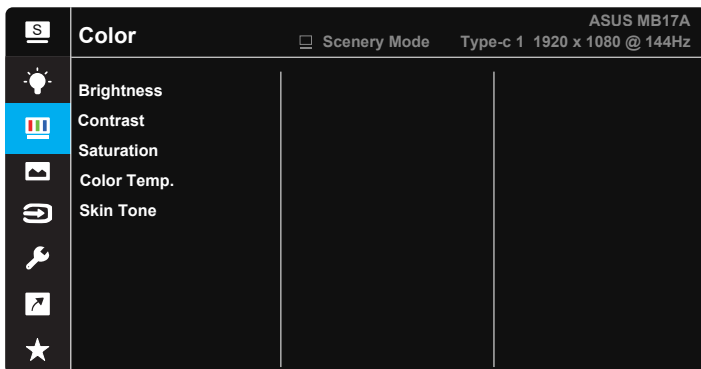 S
Color
Scenery Mode
ASUS MB17A
Type-c 1 1920 x 1080 @ 144Hz
Brightness
Contrast
Saturation
Color Temp.
Skin Tone